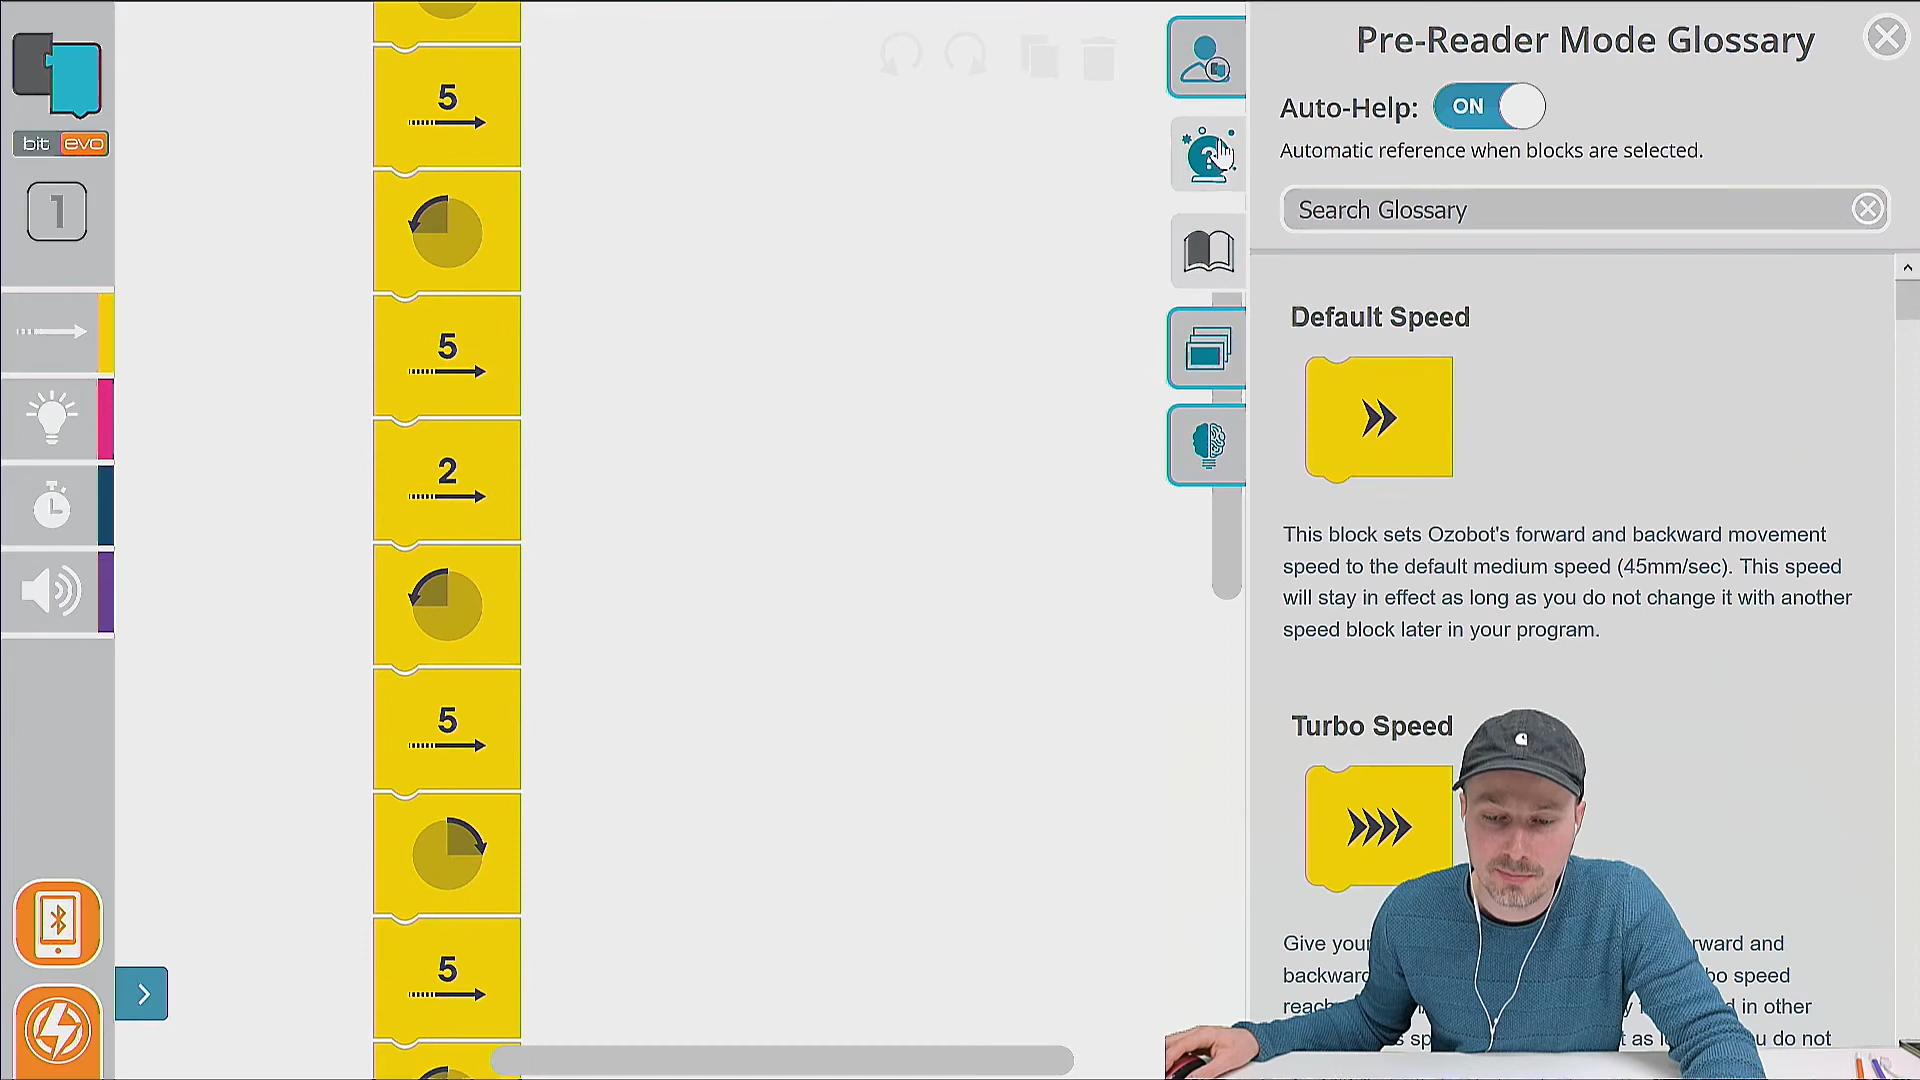 bit evo
1
5
5
2
5
5
Pre-Reader Mode Glossary
Auto-Help: ON
Automatic reference when blocks are selected.
Search Glossary
Default Speed
This block sets Ozobot's forward and backward movement
speed to the default medium speed (45mm/sec). This speed
will stay in effect as long as you do not change it with another
speed block later in your program.
Turbo Speed
Give your rward and
backward bo speed
in other
do not